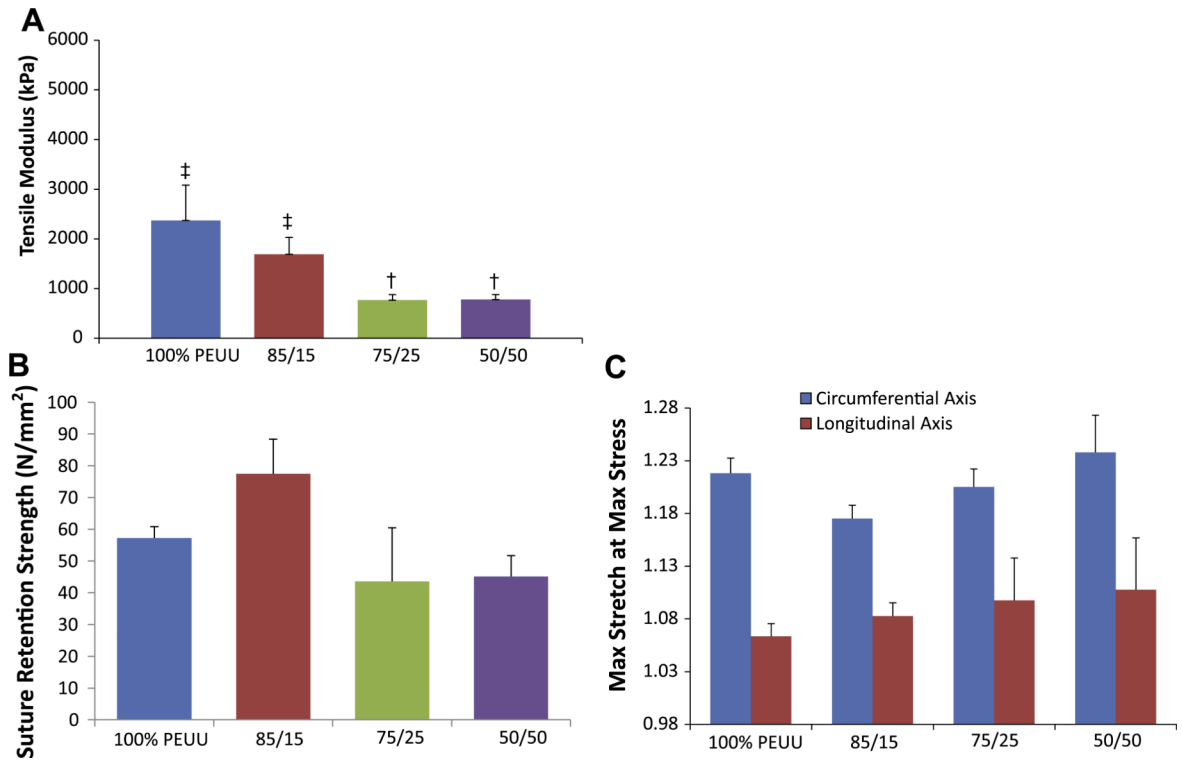 A
Tensile Modulus (kPa)
6000
5000
4000
3000
2000
1000
0
‡
‡
†
†
100% PEUU 85/15 75/25 50/50
B
Suture Retention Strength (N/mm²)
100
90
80
70
60
50
40
30
20
10
0
100% PEUU 85/15 75/25 50/50
C
Max Stretch at Max Stress
Circumferential Axis
Longitudinal Axis
1.28
1.23
1.18
1.13
1.08
1.03
0.98
100% PEUU 85/15 75/25 50/50